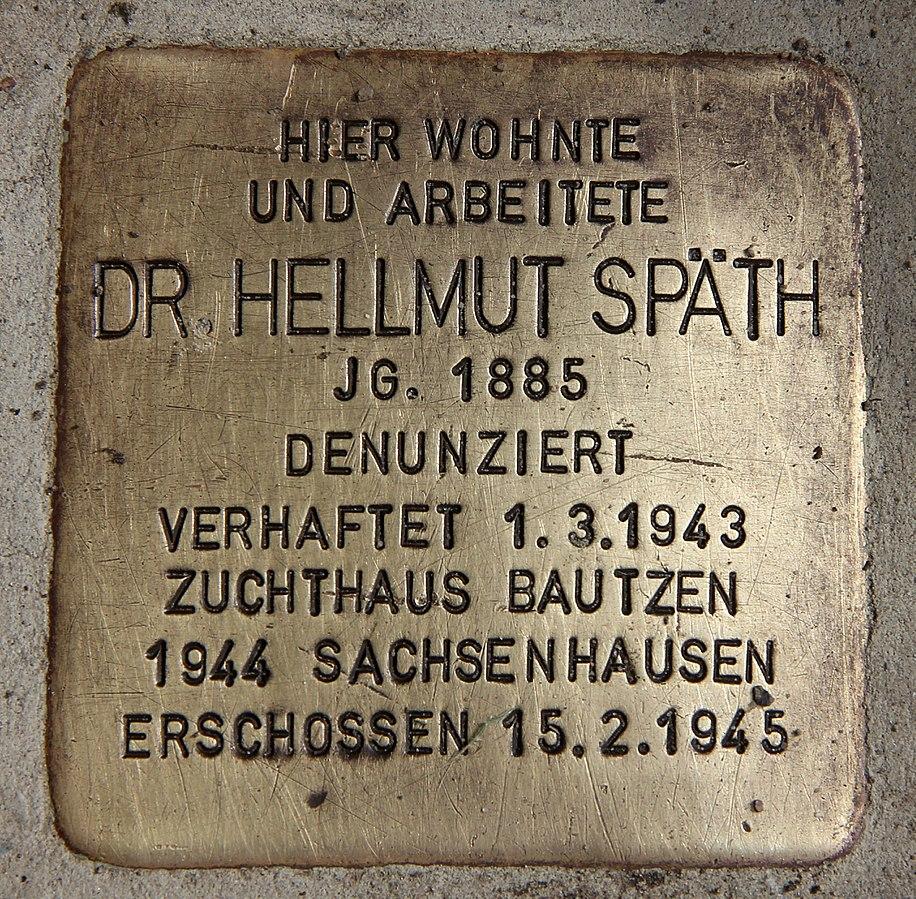 HIER WOHNTE
UND ARBEITETE
DR. HELLMUT SPÄTH
JG. 1885
DENUNZIERT
VERHAFTET 1.3.1943
ZUCHTHAUS BAUTZEN
1944 SACHSENHAUSEN
ERSCHOSSEN 15.2.1945